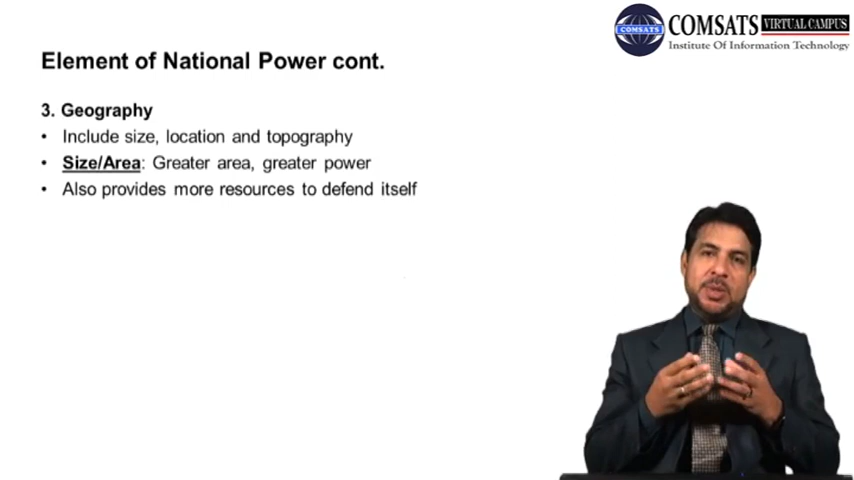 COMSATS VIRTUAL CAMPUS
COMSATS
Institute Of Information Technology
Element of National Power cont.
3. Geography
• Include size, location and topography
• Size/Area: Greater area, greater power
• Also provides more resources to defend itself